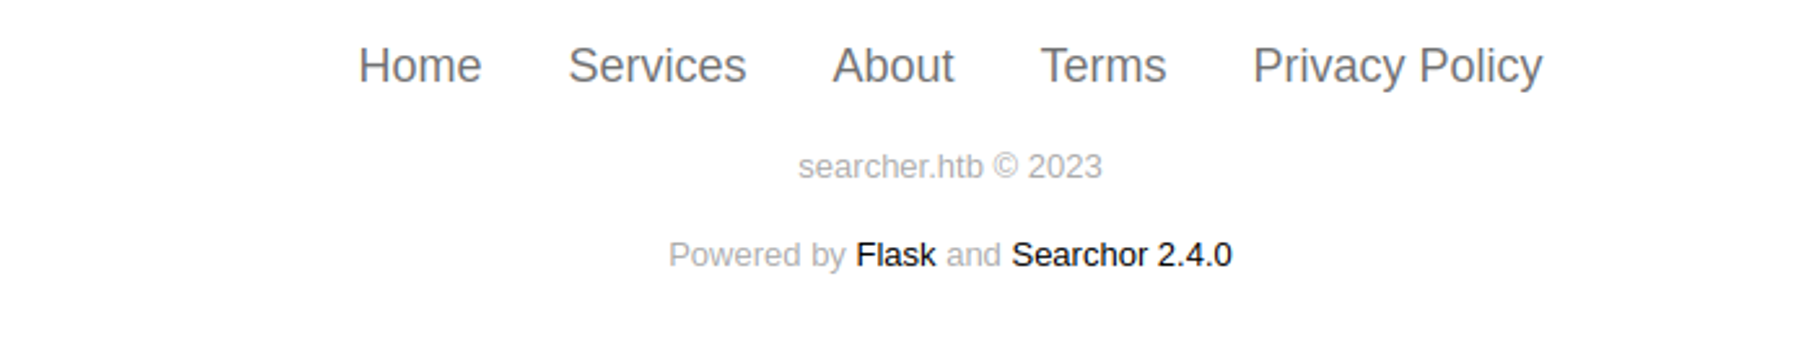 Home Services About Terms Privacy Policy
searcher.htb © 2023
Powered by Flask and Searchor 2.4.0